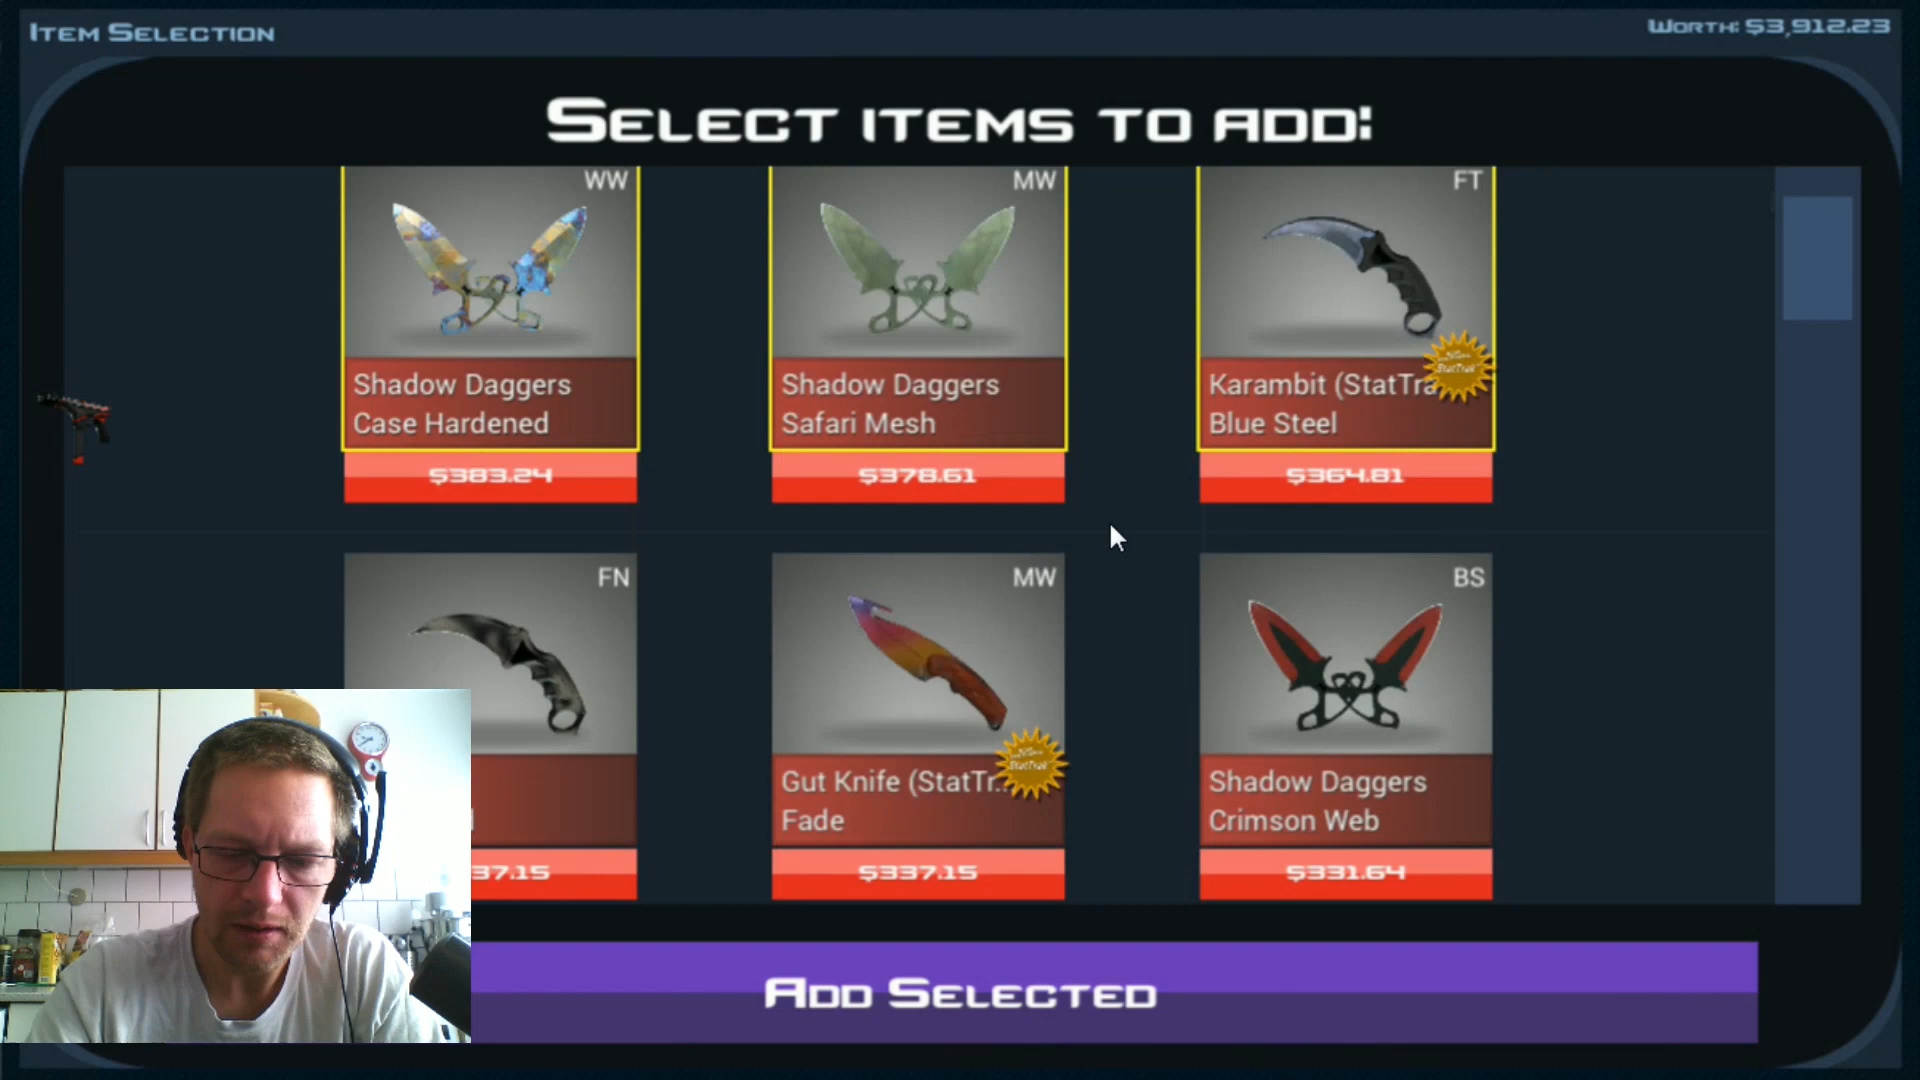 Item Selection
Worth: $3,912.23
Select items to add:
WW
MW
FT
Shadow Daggers
Case Hardened
Shadow Daggers
Safari Mesh
Karambit (StatTra
Blue Steel
StatTrak
$383.24
$378.61
$364.81
FN
MW
BS
Gut Knife (StatTr...
Fade
StatTrak
Shadow Daggers
Crimson Web
37.15
$337.15
$331.64
Add Selected